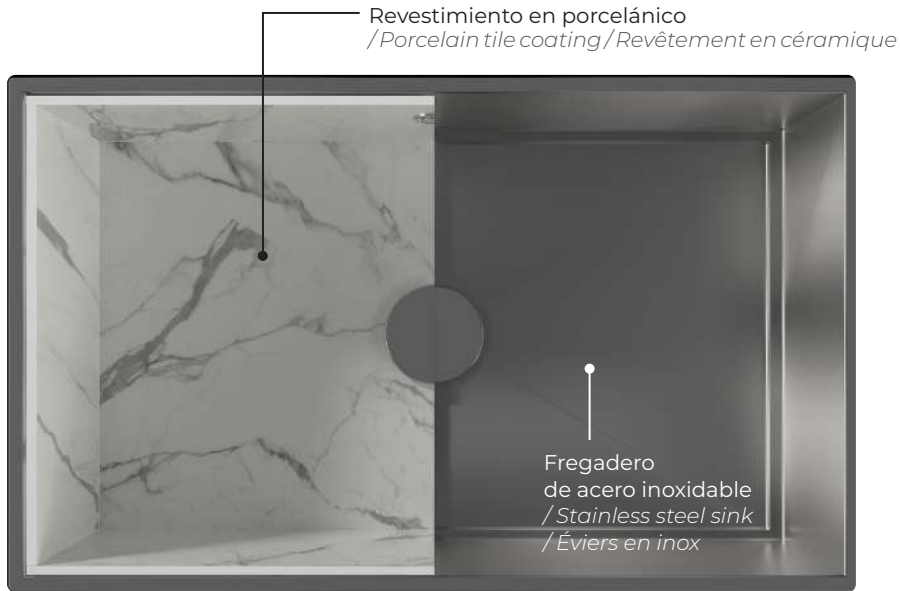 Revestimiento en porcelánico
/Porcelain tile coating/Revêtement en céramique
Fregadero
de acero inoxidable
/ Stainless steel sink
/ Éviers en inox